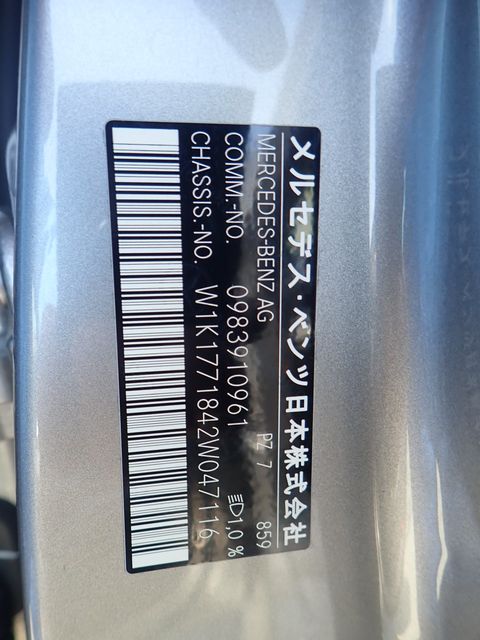 メルセデス・ベンツ日本株式会社
MERCEDES-BENZ AG
COMM.-NO. 0983910961 PZ 7 859
CHASSIS.-NO. W1K1771842W047116 1,0 %